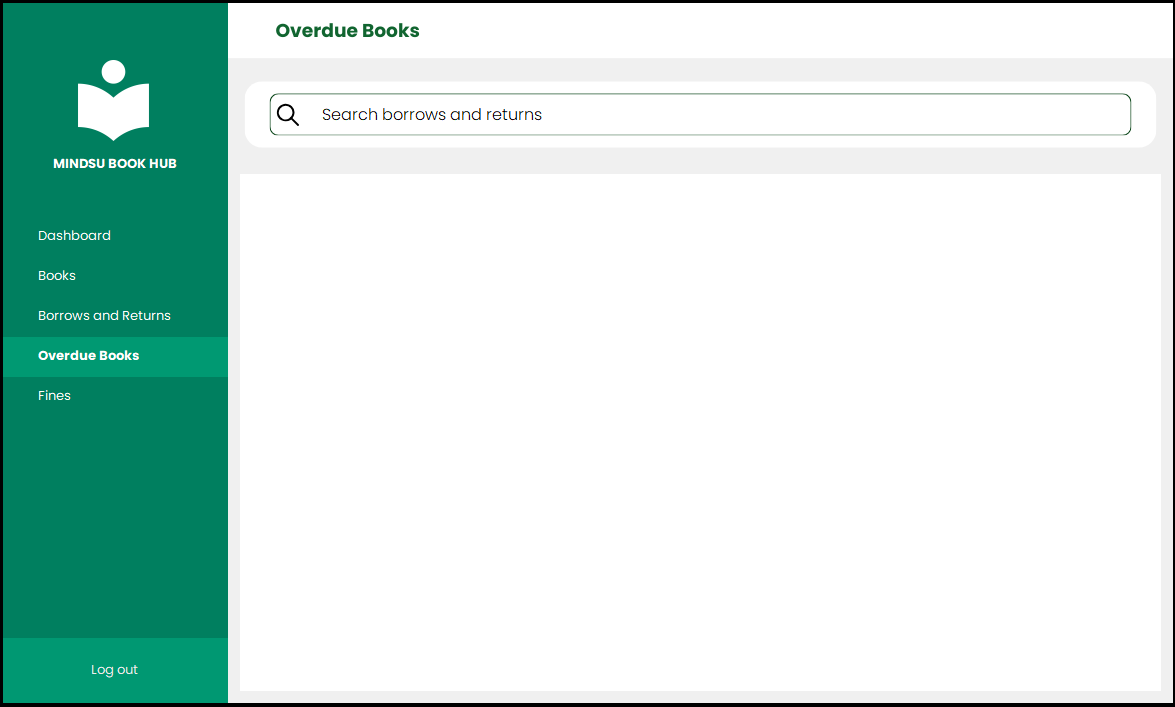 Overdue Books
Search borrows and returns
MINDSU BOOK HUB
Dashboard
Books
Borrows and Returns
Overdue Books
Fines
Log out